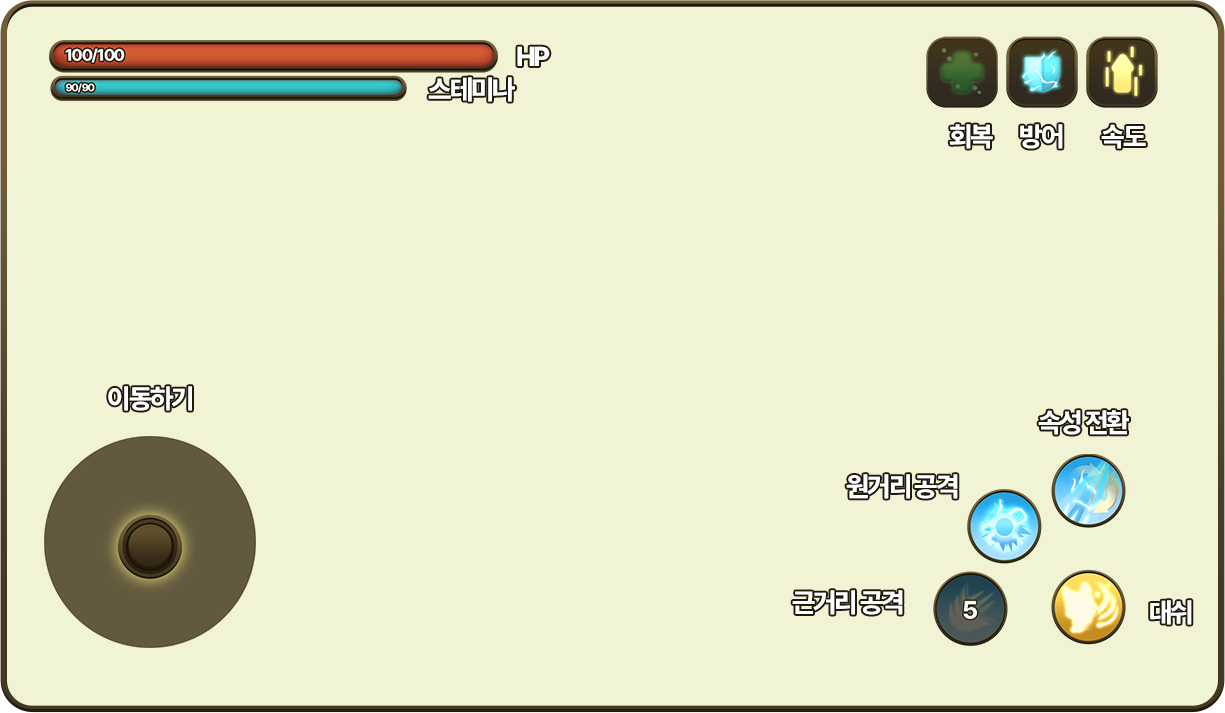 100/100 HP
90/90 스테미나
회복 방어 속도
이동하기
속성 전환
원거리 공격
근거리 공격 5 대쉬